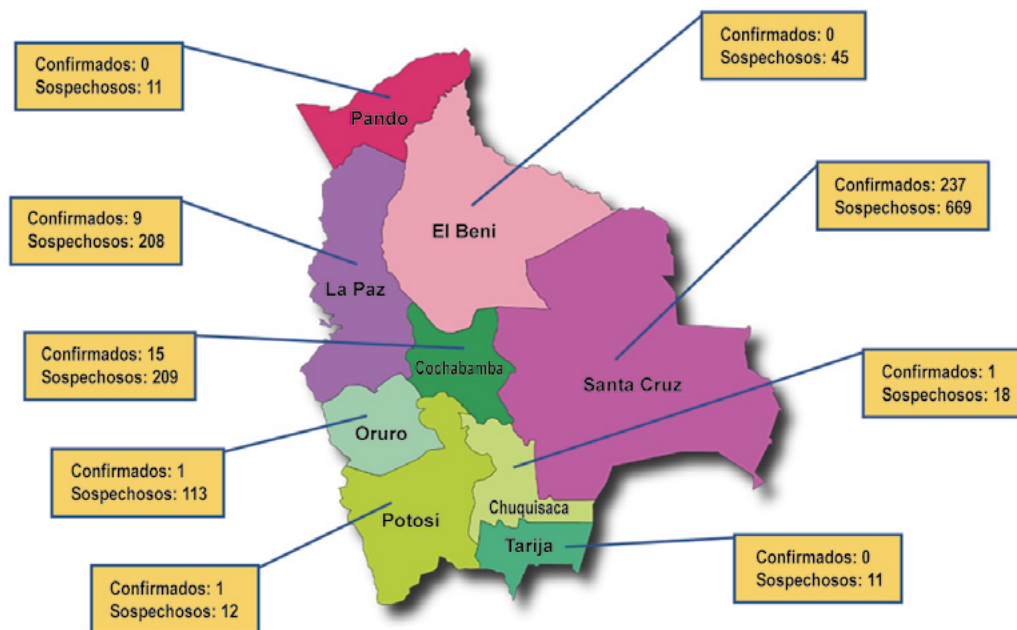 Confirmados: 0
Sospechosos: 11
Confirmados: 0
Sospechosos: 45
Pando
Confirmados: 237
Sospechosos: 669
Confirmados: 9
Sospechosos: 208
El Beni
La Paz
Confirmados: 15
Sospechosos: 209
Cochabamba
Santa Cruz
Confirmados: 1
Sospechosos: 18
Oruro
Confirmados: 1
Sospechosos: 113
Potosí
Chuquisaca
Tarija
Confirmados: 0
Sospechosos: 11
Confirmados: 1
Sospechosos: 12